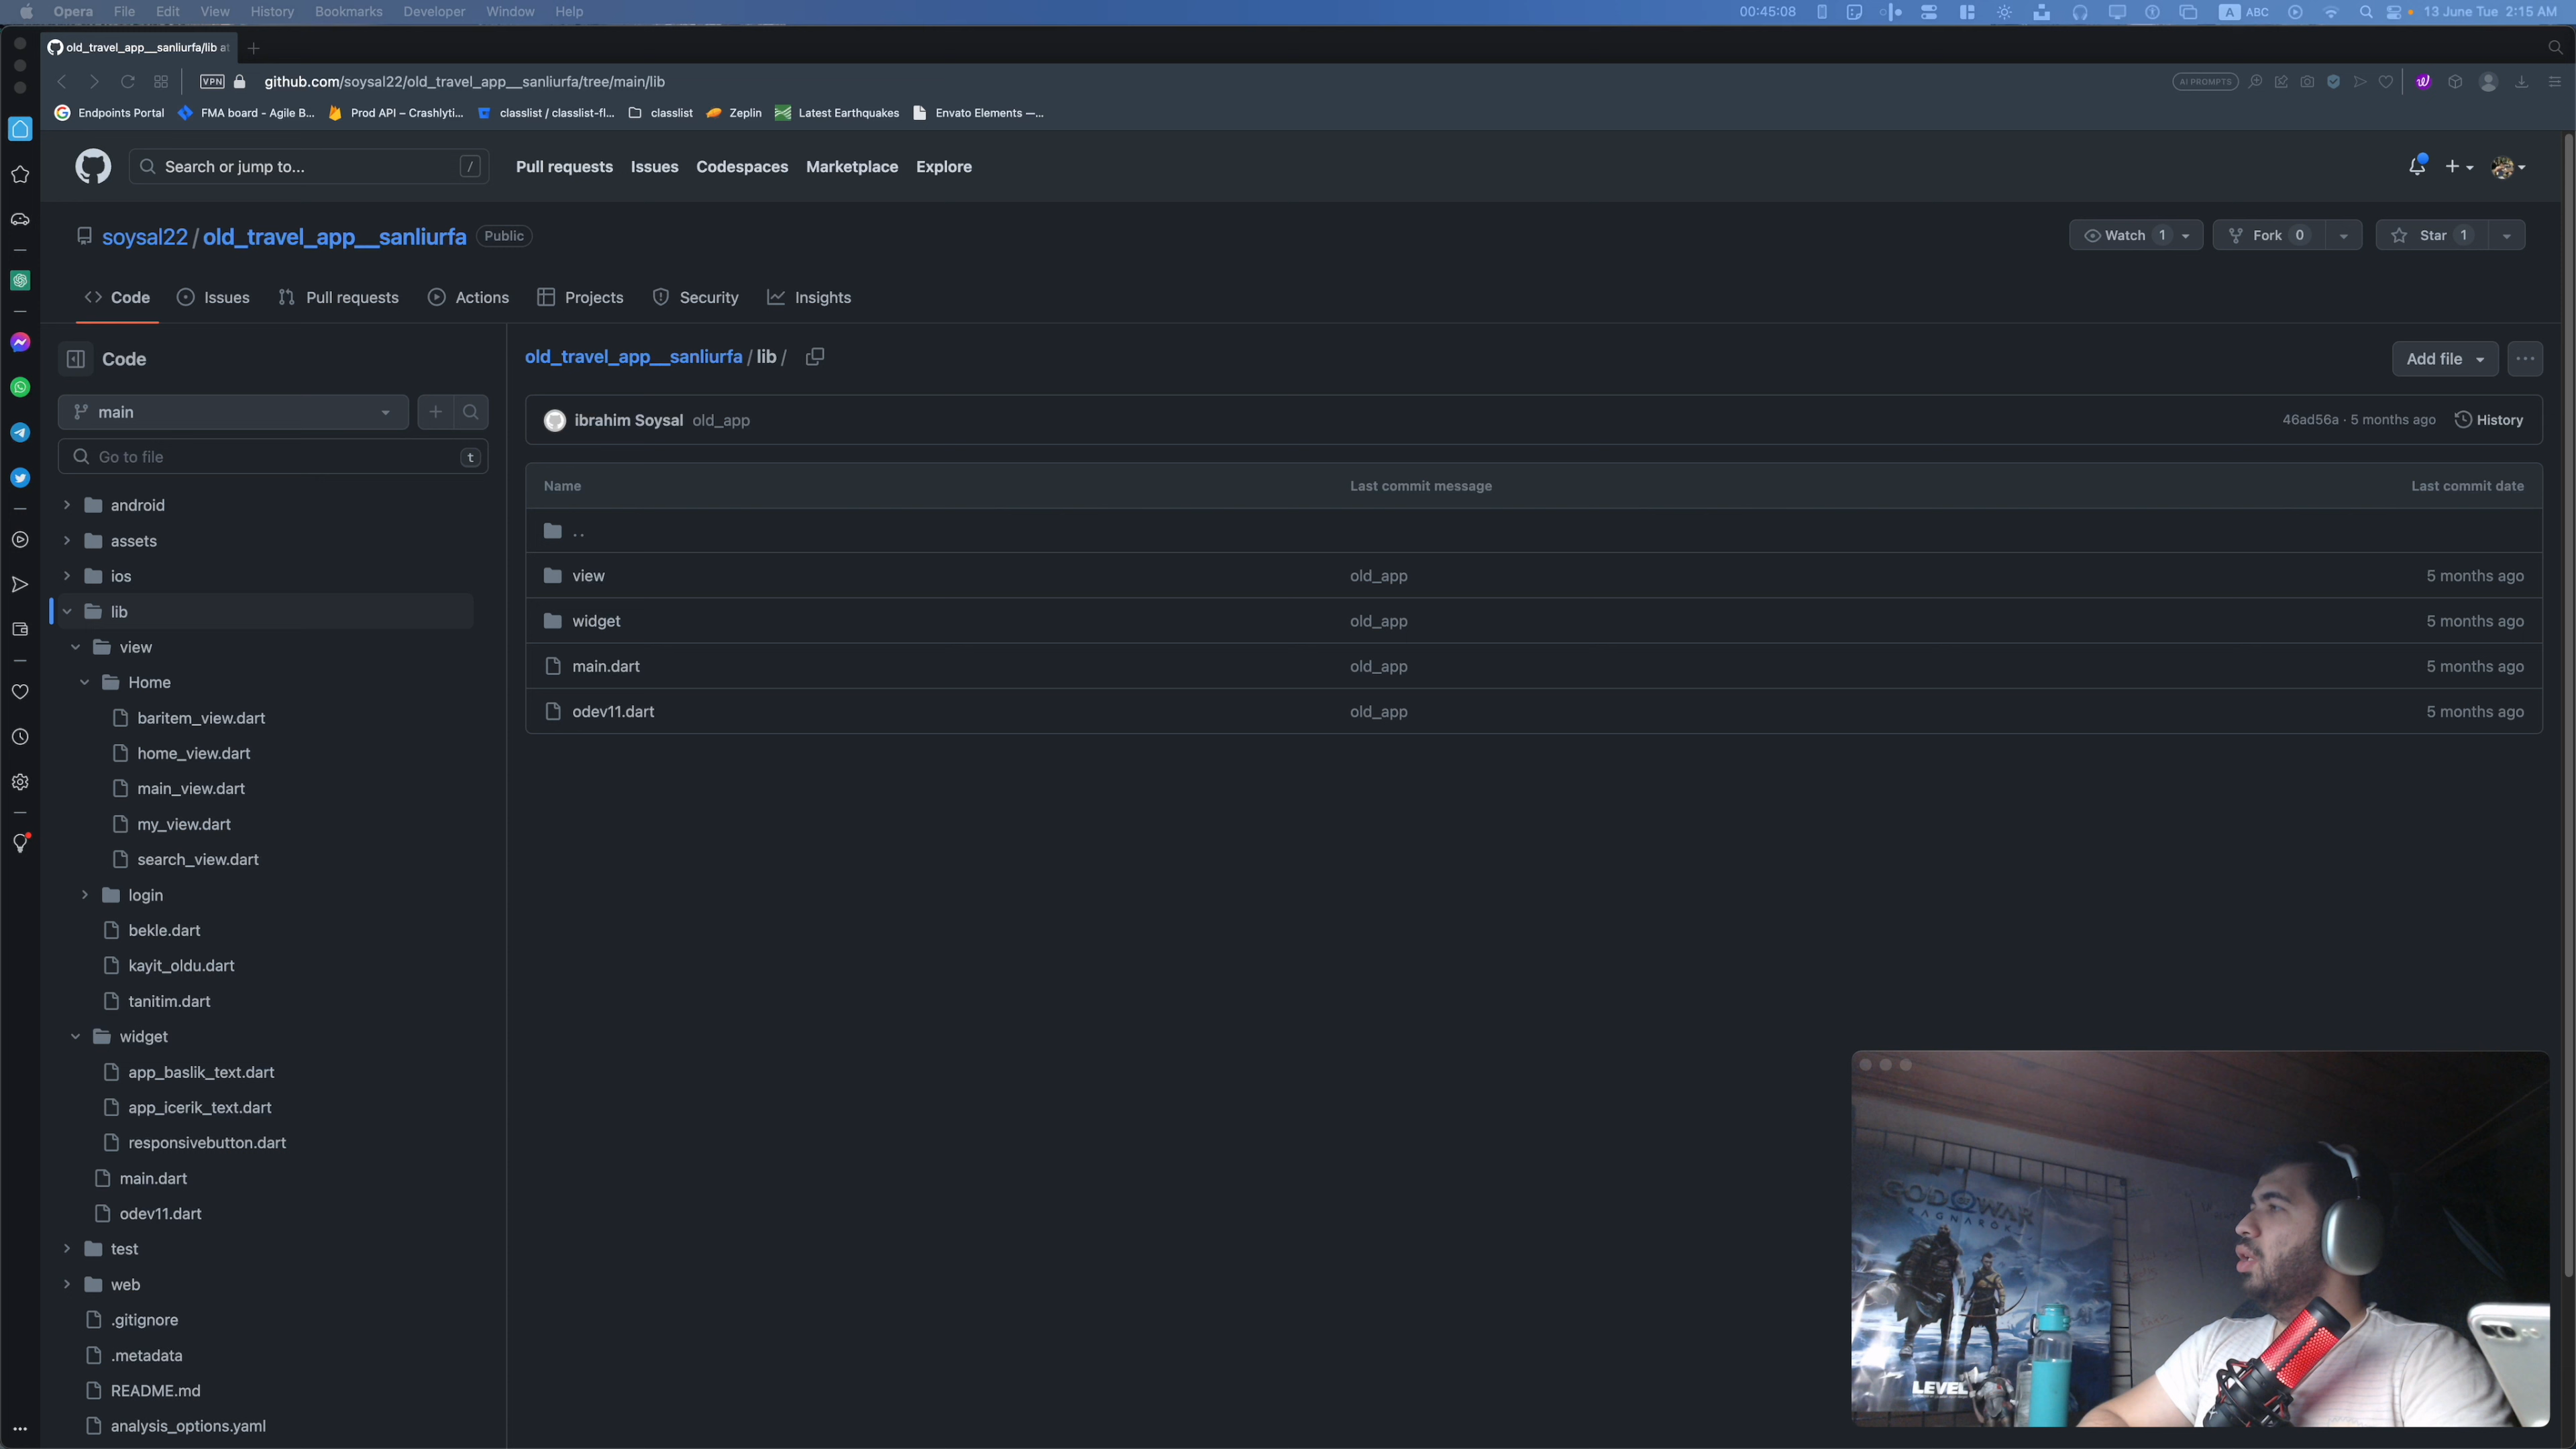 Opera File Edit View History Bookmarks Developer Window Help 00:45:08 A ABC 13 June Tue 2:15 AM
old_travel_app__sanliurfa/lib at
VPN github.com/soysal22/old_travel_app__sanliurfa/tree/main/lib AI PROMPTS
Endpoints Portal FMA board - Agile B... Prod API – Crashlyti... classlist / classlist-fl... classlist Zeplin Latest Earthquakes Envato Elements —...
Search or jump to... / Pull requests Issues Codespaces Marketplace Explore
soysal22 / old_travel_app__sanliurfa Public Watch 1 Fork 0 Star 1
Code Issues Pull requests Actions Projects Security Insights
Code
old_travel_app__sanliurfa / lib / Add file
main
ibrahim Soysal old_app 46ad56a · 5 months ago History
Go to file t
Name Last commit message Last commit date
..
view old_app 5 months ago
widget old_app 5 months ago
main.dart old_app 5 months ago
odev11.dart old_app 5 months ago
android
assets
ios
lib
view
Home
baritem_view.dart
home_view.dart
main_view.dart
my_view.dart
search_view.dart
login
bekle.dart
kayit_oldu.dart
tanitim.dart
widget
app_baslik_text.dart
app_icerik_text.dart
responsivebutton.dart
main.dart
odev11.dart
test
web
.gitignore
.metadata
README.md
analysis_options.yaml
GOD OF WAR
RAGNARÖK
LEVEL